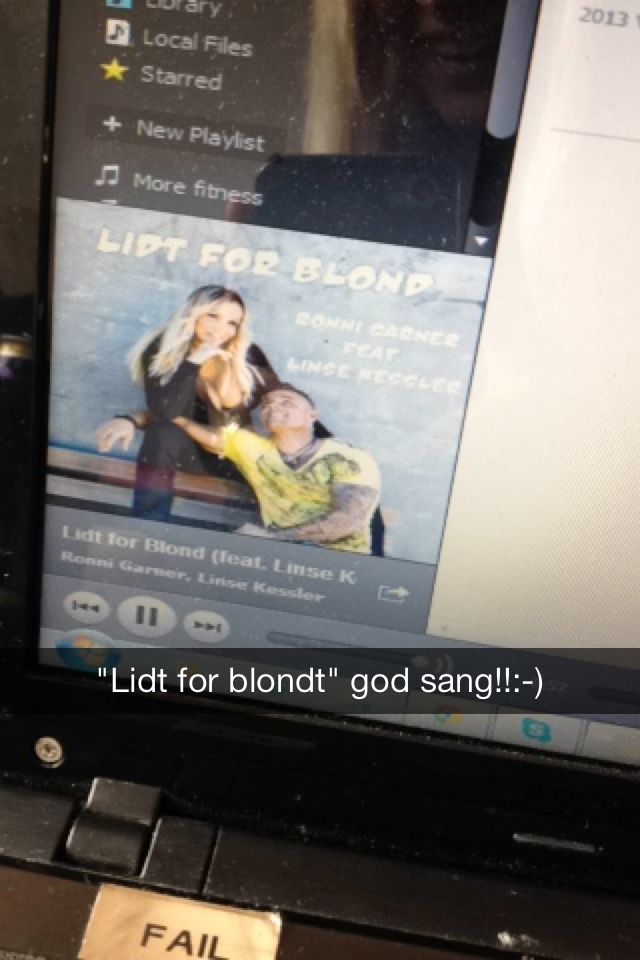 Library
2013
Local Files
Starred
New Playlist
More fitness
LIDT FOR BLOND
RONNI GARNER
FEAT
LINSE KESSLER
Lidt for Blond (feat. Linse K
Ronni Garner, Linse Kessler
"Lidt for blondt" god sang!!:-)
FAIL